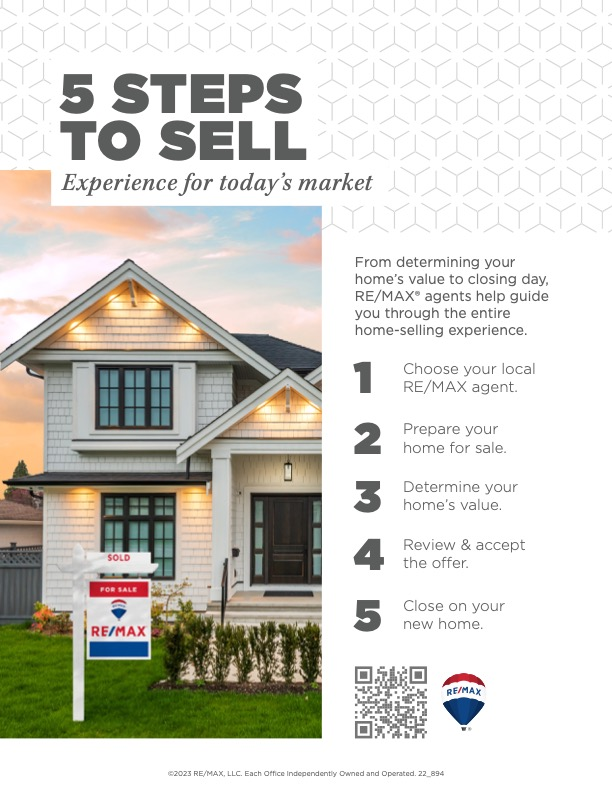 5 STEPS
TO SELL
Experience for today's market
From determining your
home's value to closing day,
RE/MAX® agents help guide
you through the entire
home-selling experience.
1 Choose your local
RE/MAX agent.
2 Prepare your
home for sale.
3 Determine your
home's value.
4 Review & accept
the offer.
5 Close on your
new home.
SOLD
FOR SALE
RE/MAX
RE/MAX
©2023 RE/MAX, LLC. Each Office Independently Owned and Operated. 22_894